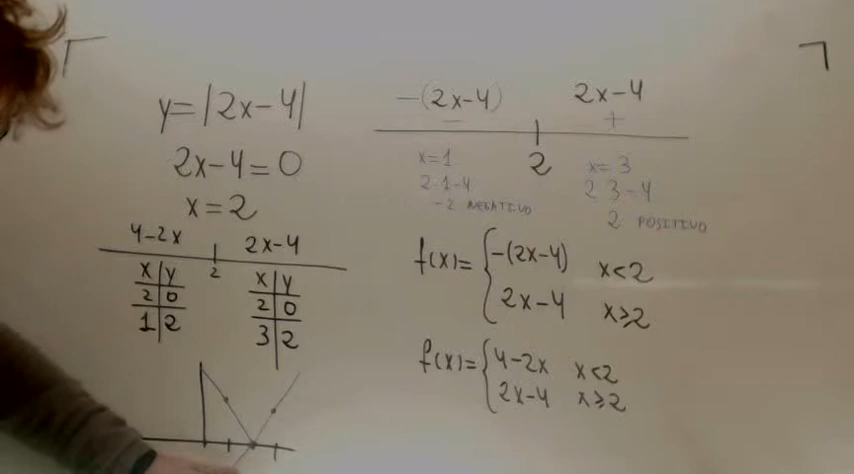 y=|2x-4|
2x-4=0
x=2
4-2x 2x-4
2
x y
2 0
1 2
x y
2 0
3 2
-(2x-4) 2x-4
- +
2
x=1
2·1-4
-2 NEGATIVO
x=3
2 3-4
2 POSITIVO
f(x)={ -(2x-4) x<2
2x-4 x≥2
f(x)={ 4-2x x<2
2x-4 x≥2